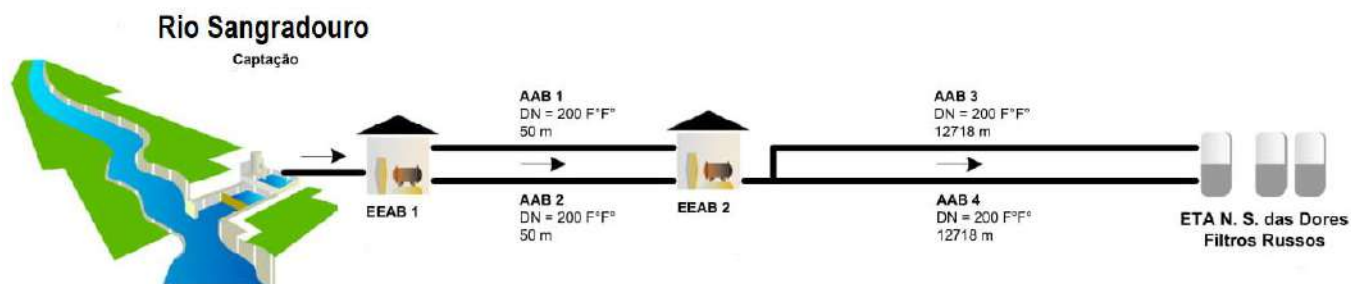 Rio Sangradouro
Captação
EEAB 1
AAB 1
DN = 200 F°F°
50 m
AAB 2
DN = 200 F°F°
50 m
EEAB 2
AAB 3
DN = 200 F°F°
12718 m
AAB 4
DN = 200 F°F°
12718 m
ETA N. S. das Dores
Filtros Russos